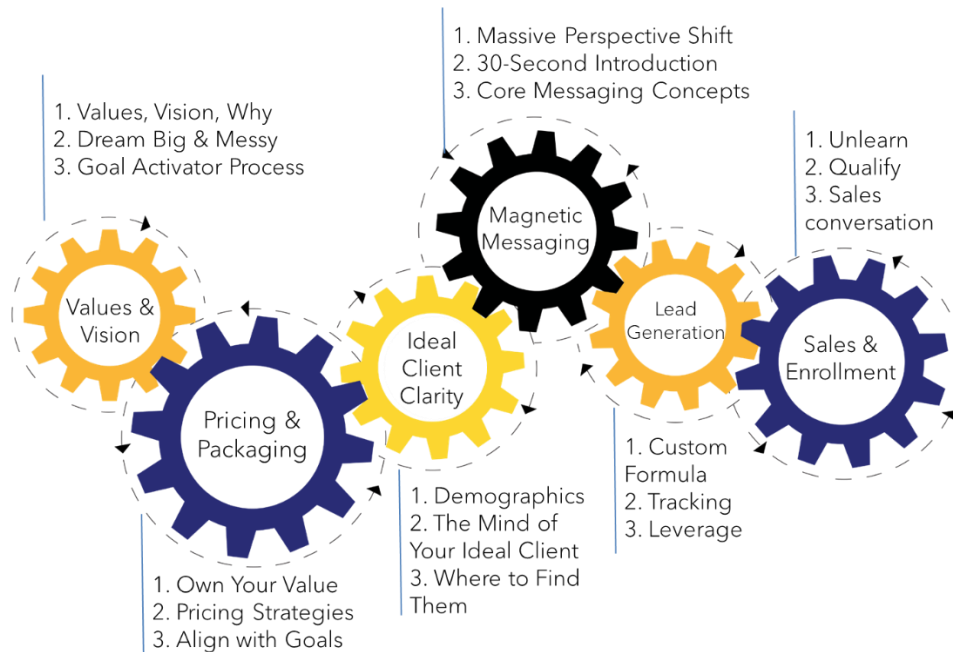 1. Massive Perspective Shift
2. 30-Second Introduction
3. Core Messaging Concepts
1. Values, Vision, Why
2. Dream Big & Messy
3. Goal Activator Process
1. Unlearn
2. Qualify
3. Sales
conversation
Values &
Vision
Pricing &
Packaging
Ideal
Client
Clarity
Magnetic
Messaging
Lead
Generation
Sales &
Enrollment
1. Own Your Value
2. Pricing Strategies
3. Align with Goals
1. Demographics
2. The Mind of
Your Ideal Client
3. Where to Find
Them
1. Custom
Formula
2. Tracking
3. Leverage